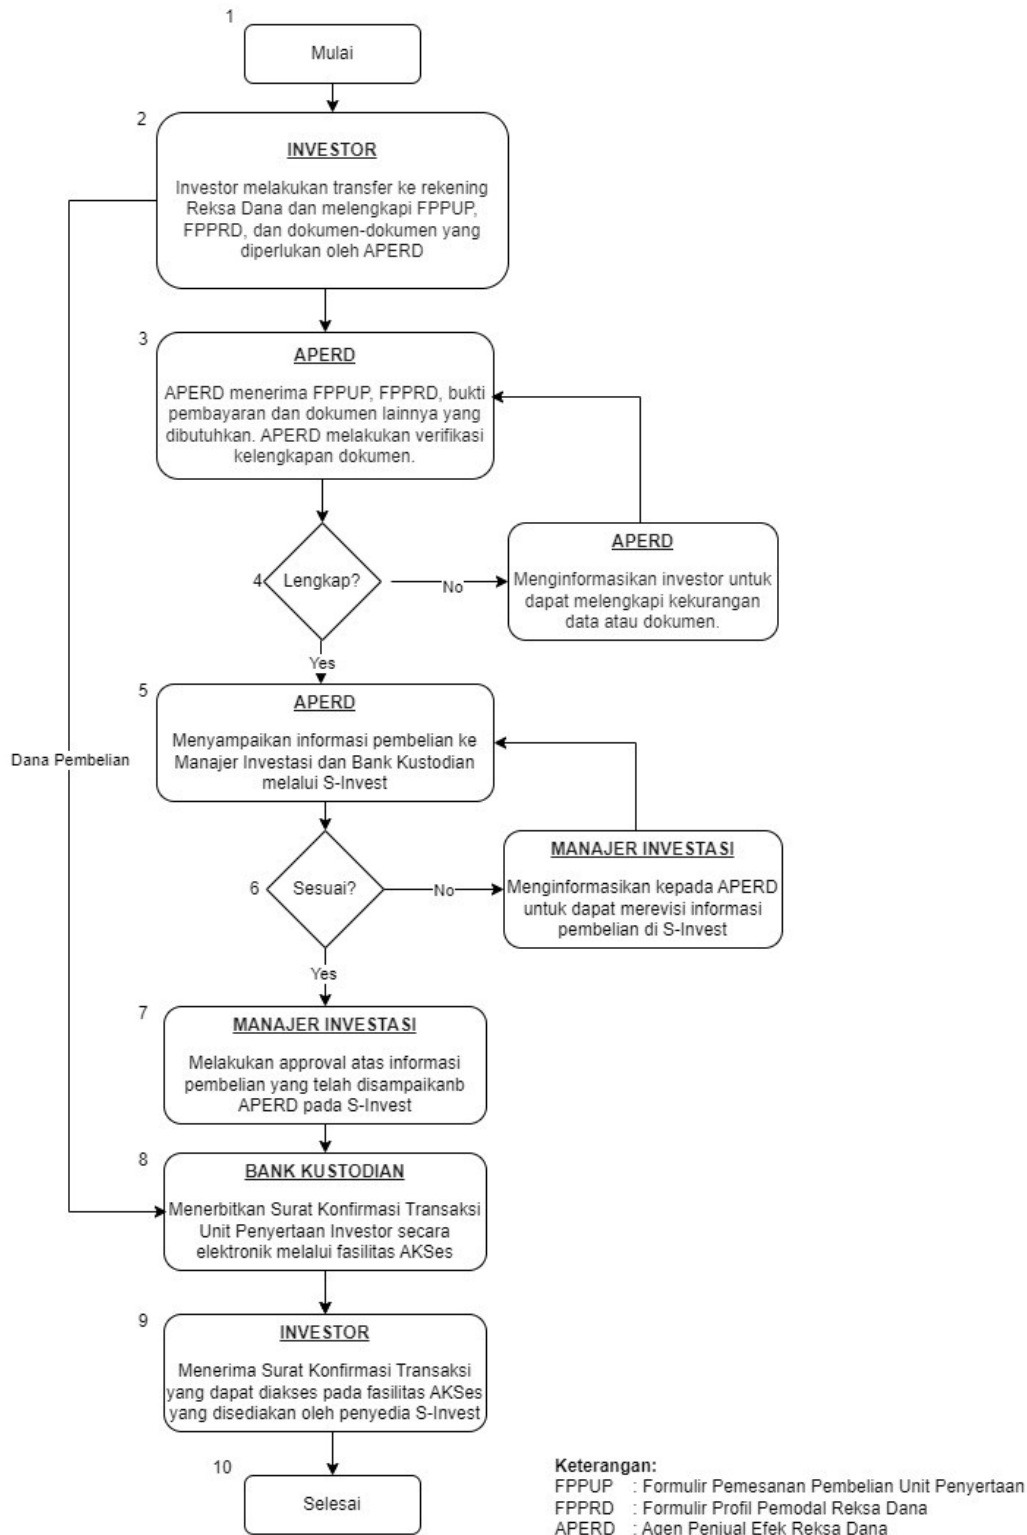 1
Mulai
2
INVESTOR
Investor melakukan transfer ke rekening
Reksa Dana dan melengkapi FPPUP,
FPPRD, dan dokumen-dokumen yang
diperlukan oleh APERD
3
APERD
APERD menerima FPPUP, FPPRD, bukti
pembayaran dan dokumen lainnya yang
dibutuhkan. APERD melakukan verifikasi
kelengkapan dokumen.
4
Lengkap?
No
APERD
Menginformasikan investor untuk
dapat melengkapi kekurangan
data atau dokumen.
Yes
5
APERD
Menyampaikan informasi pembelian ke
Manajer Investasi dan Bank Kustodian
melalui S-Invest
Dana Pembelian
6
Sesuai?
No
MANAJER INVESTASI
Menginformasikan kepada APERD
untuk dapat merevisi informasi
pembelian di S-Invest
Yes
7
MANAJER INVESTASI
Melakukan approval atas informasi
pembelian yang telah disampaikanb
APERD pada S-Invest
8
BANK KUSTODIAN
Menerbitkan Surat Konfirmasi Transaksi
Unit Penyertaan Investor secara
elektronik melalui fasilitas AKSes
9
INVESTOR
Menerima Surat Konfirmasi Transaksi
yang dapat diakses pada fasilitas AKSes
yang disediakan oleh penyedia S-Invest
10
Selesai
Keterangan:
FPPUP : Formulir Pemesanan Pembelian Unit Penyertaan
FPPRD : Formulir Profil Pemodal Reksa Dana
APERD : Agen Penjual Efek Reksa Dana